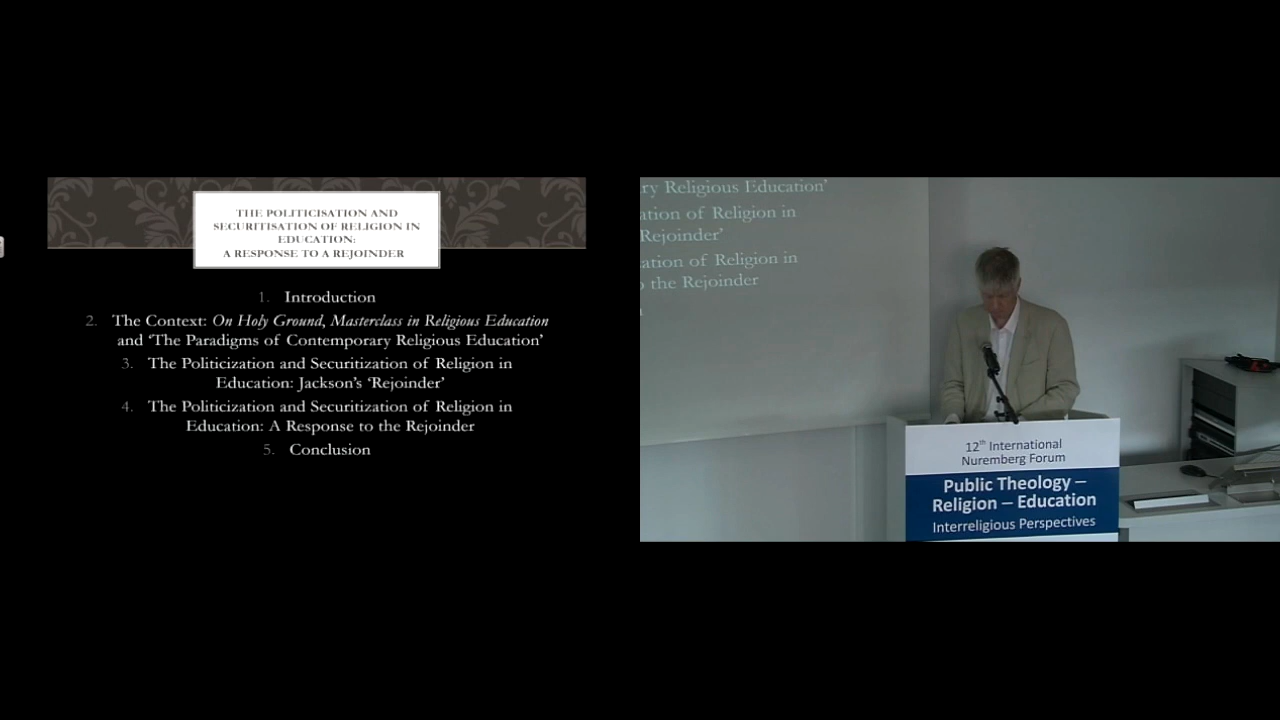 THE POLITICISATION AND
SECURITISATION OF RELIGION IN
EDUCATION:
A RESPONSE TO A REJOINDER
1. Introduction
2. The Context: On Holy Ground, Masterclass in Religious Education
and ‘The Paradigms of Contemporary Religious Education’
3. The Politicization and Securitization of Religion in
Education: Jackson’s ‘Rejoinder’
4. The Politicization and Securitization of Religion in
Education: A Response to the Rejoinder
5. Conclusion
ry Religious Education’
ation of Religion in
Rejoinder’
ation of Religion in
the Rejoinder
12th International
Nuremberg Forum
Public Theology –
Religion – Education
Interreligious Perspectives